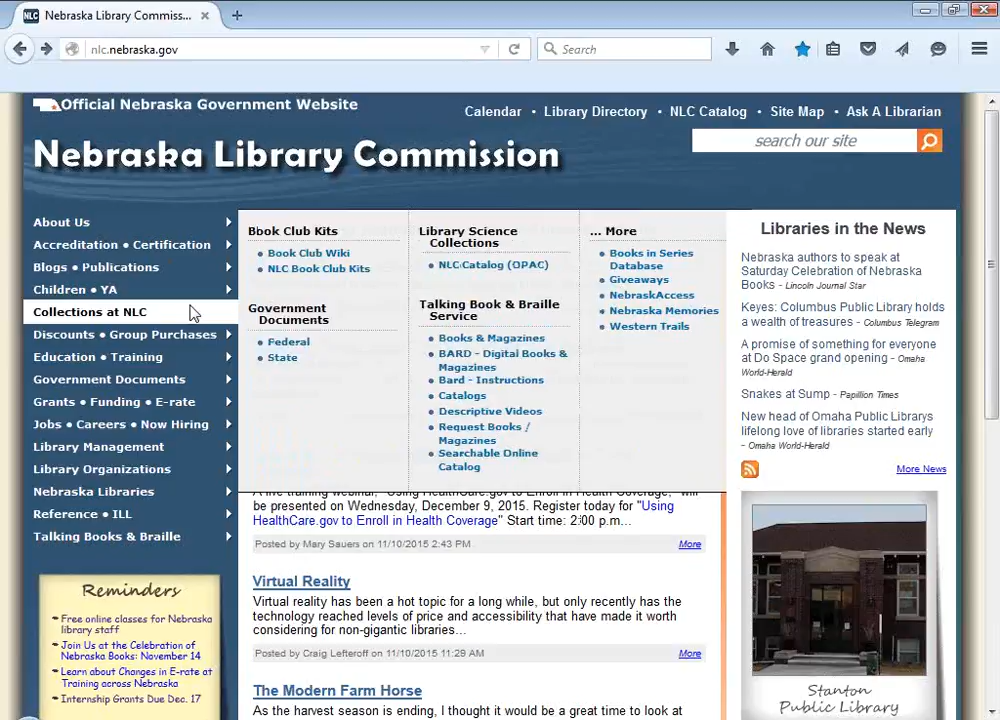 Nebraska Library Commiss...
nlc.nebraska.gov
Search
Official Nebraska Government Website
Calendar • Library Directory • NLC Catalog • Site Map • Ask A Librarian
Nebraska Library Commission
search our site
About Us
Accreditation • Certification
Blogs • Publications
Children • YA
Collections at NLC
Discounts • Group Purchases
Education • Training
Government Documents
Grants • Funding • E-rate
Jobs • Careers • Now Hiring
Library Management
Library Organizations
Nebraska Libraries
Reference • ILL
Talking Books & Braille
Book Club Kits
Book Club Wiki
NLC Book Club Kits
Government
Documents
Federal
State
Library Science
Collections
NLC Catalog (OPAC)
Talking Book & Braille
Service
Books & Magazines
BARD - Digital Books &
Magazines
Bard - Instructions
Catalogs
Descriptive Videos
Request Books /
Magazines
Searchable Online
Catalog
... More
Books in Series
Database
Giveaways
NebraskAccess
Nebraska Memories
Western Trails
Libraries in the News
Nebraska authors to speak at
Saturday Celebration of Nebraska
Books - Lincoln Journal Star
Keyes: Columbus Public Library holds
a wealth of treasures - Columbus Telegram
A promise of something for everyone
at Do Space grand opening - Omaha
World-Herald
Snakes at Sump - Papillion Times
New head of Omaha Public Librarys
lifelong love of libraries started early
- Omaha World-Herald
More News
A live training webinar, "Using HealthCare.gov to Enroll in Health Coverage," will
be presented on Wednesday, December 9, 2015. Register today for "Using
HealthCare.gov to Enroll in Health Coverage" Start time: 2:00 p.m...
Posted by Mary Sauers on 11/10/2015 2:43 PM
More
Virtual Reality
Virtual reality has been a hot topic for a long while, but only recently has the
technology reached levels of price and accessibility that have made it worth
considering for non-gigantic libraries...
Posted by Craig Lefteroff on 11/10/2015 11:29 AM
More
The Modern Farm Horse
As the harvest season is ending, I thought it would be a great time to look at
Reminders
Free online classes for Nebraska
library staff
Join Us at the Celebration of
Nebraska Books: November 14
Learn about Changes in E-rate at
Training across Nebraska
Internship Grants Due Dec. 17
Stanton
Public Library